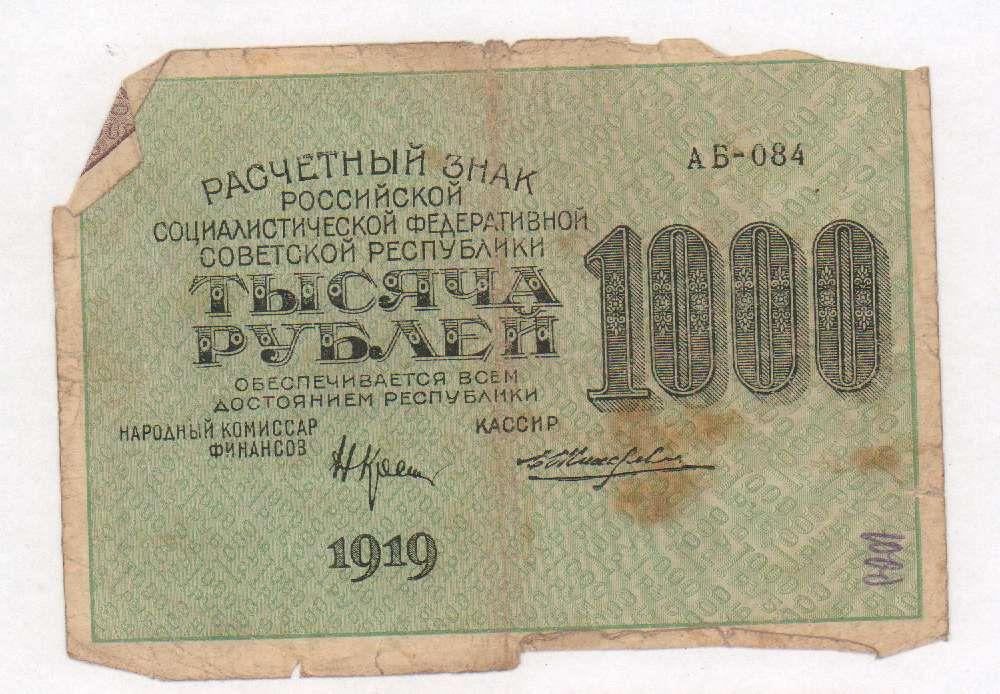 АБ-084
РАСЧЕТНЫЙ ЗНАК
РОССИЙСКОЙ
СОЦИАЛИСТИЧЕСКОЙ ФЕДЕРАТИВНОЙ
СОВЕТСКОЙ РЕСПУБЛИКИ
ТЫСЯЧА
РУБЛЕЙ
1000
ОБЕСПЕЧИВАЕТСЯ ВСЕМ
ДОСТОЯНИЕМ РЕСПУБЛИКИ
НАРОДНЫЙ КОМИССАР
ФИНАНСОВ
КАССИР
1919
1000